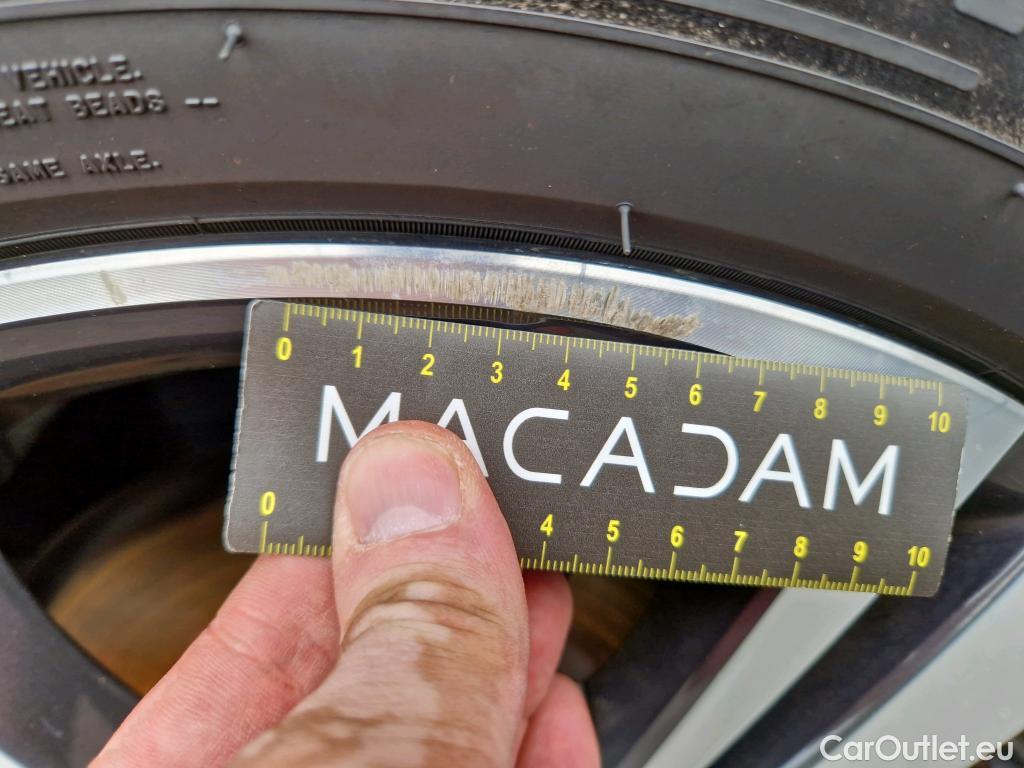 VEHICLE.
SEAT BEADS --
SAME AXLE.
0 1 2 3 4 5 6 7 8 9 10
MACADAM
0 4 5 6 7 8 9 10
CarOutlet.eu